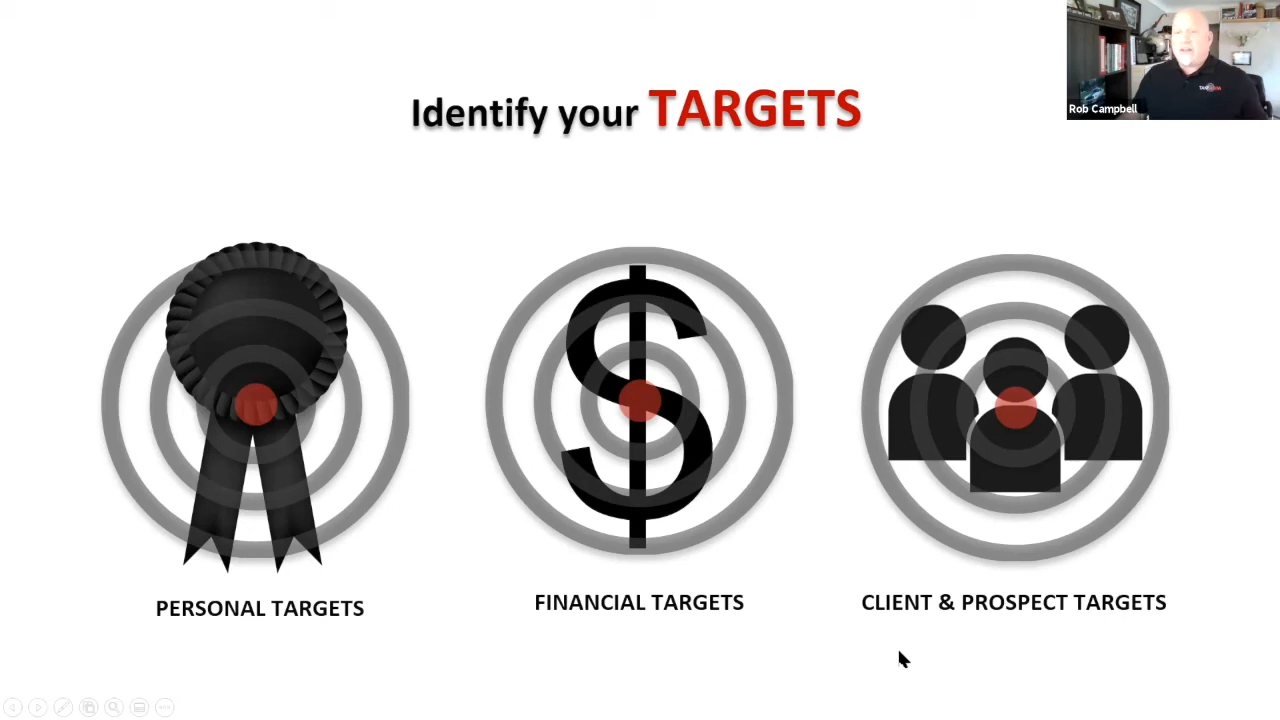 Identify your TARGETS
Rob Campbell
PERSONAL TARGETS
FINANCIAL TARGETS
CLIENT & PROSPECT TARGETS